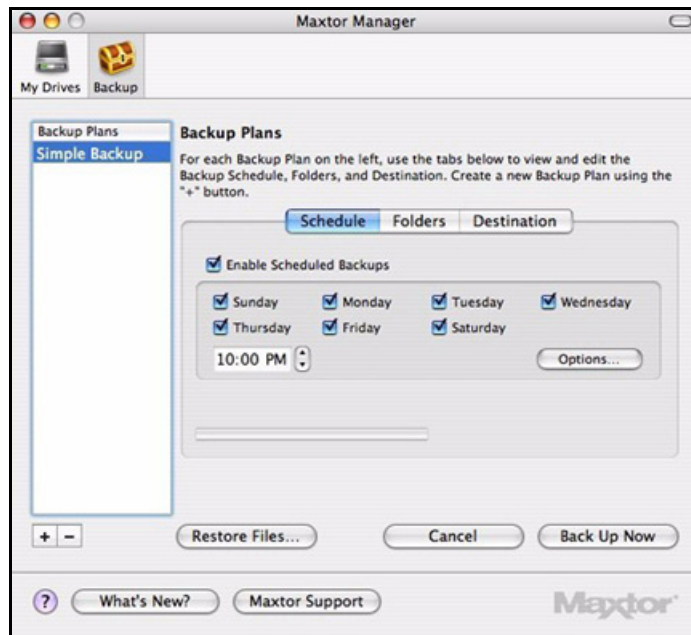 Maxtor Manager
My Drives
Backup
Backup Plans
Simple Backup
Backup Plans
For each Backup Plan on the left, use the tabs below to view and edit the
Backup Schedule, Folders, and Destination. Create a new Backup Plan using the
"+" button.
Schedule Folders Destination
Enable Scheduled Backups
Sunday Monday Tuesday Wednesday
Thursday Friday Saturday
10:00 PM Options...
+ − Restore Files... Cancel Back Up Now
? What's New? Maxtor Support Maxtor